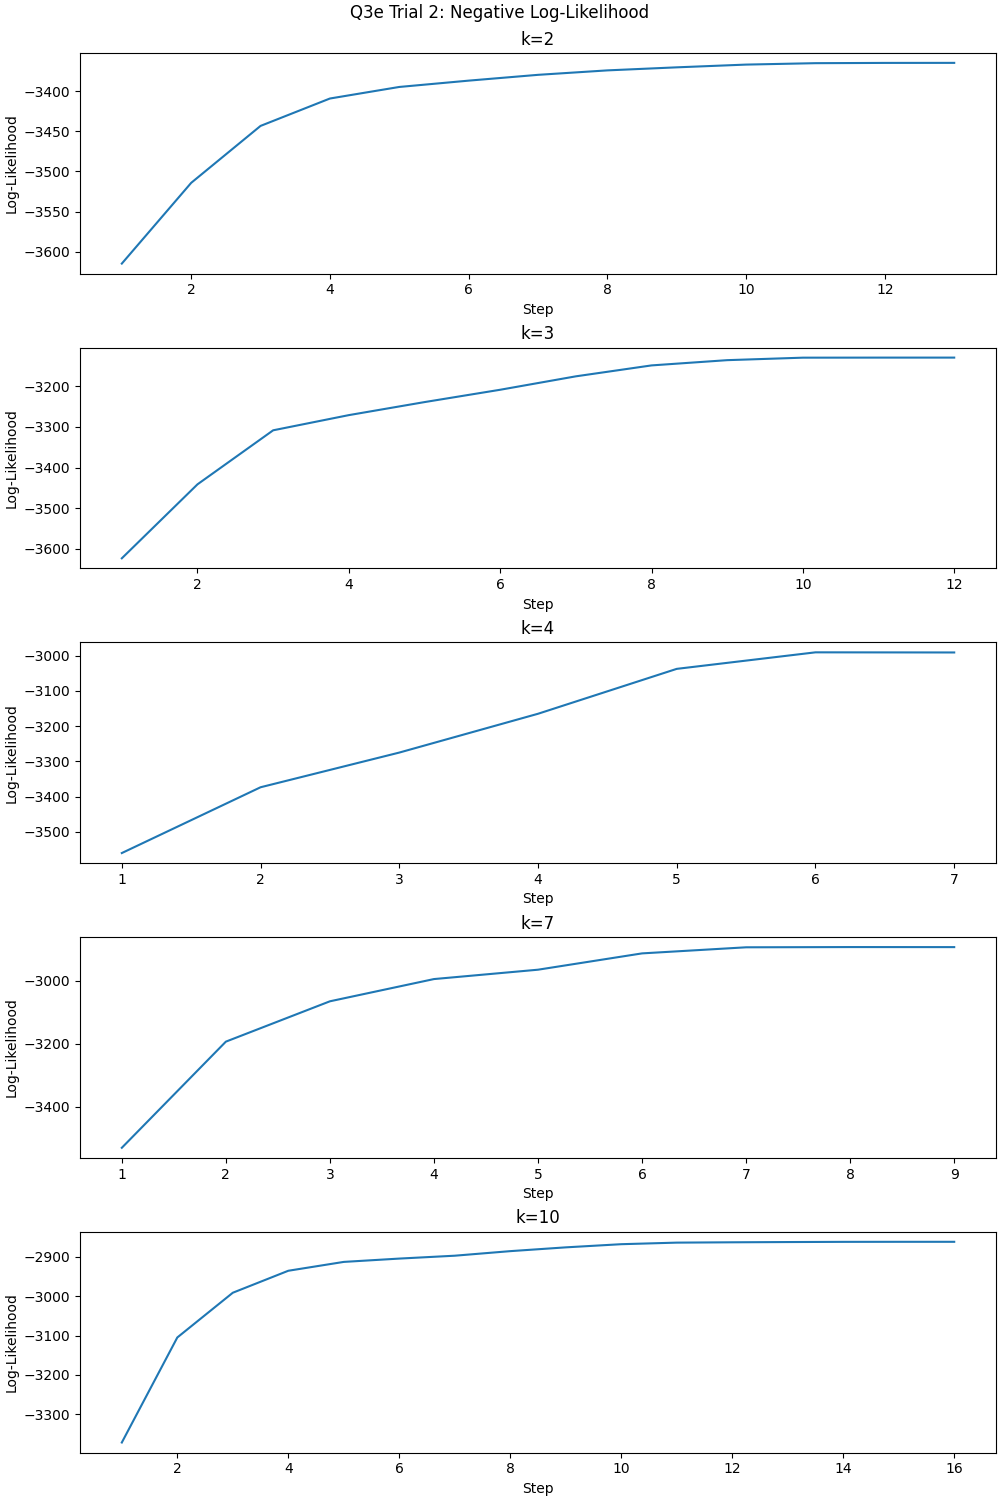 Q3e Trial 2: Negative Log-Likelihood
k=2
Log-Likelihood
−3400
−3450
−3500
−3550
−3600
2 4 6 8 10 12
Step
k=3
Log-Likelihood
−3200
−3300
−3400
−3500
−3600
2 4 6 8 10 12
Step
k=4
Log-Likelihood
−3000
−3100
−3200
−3300
−3400
−3500
1 2 3 4 5 6 7
Step
k=7
Log-Likelihood
−3000
−3200
−3400
1 2 3 4 5 6 7 8 9
Step
k=10
Log-Likelihood
−2900
−3000
−3100
−3200
−3300
2 4 6 8 10 12 14 16
Step